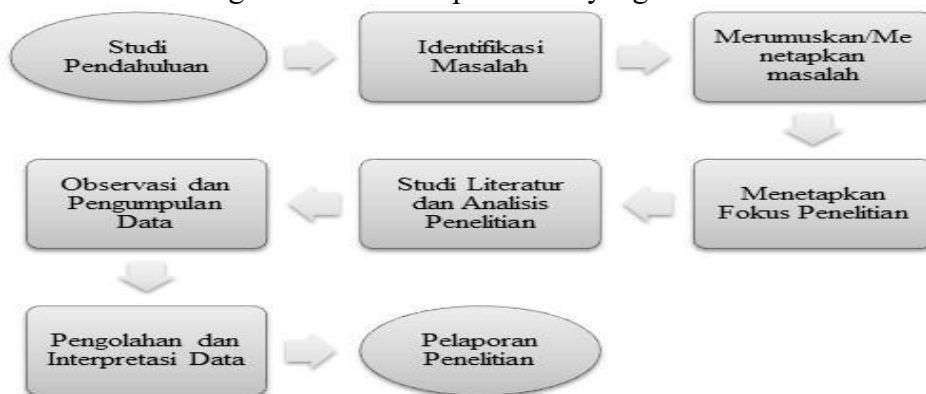 Studi
Pendahuluan
Identifikasi
Masalah
Merumuskan/Me
netapkan
masalah
Menetapkan
Fokus Penelitian
Studi Literatur
dan Analisis
Penelitian
Observasi dan
Pengumpulan
Data
Pengolahan dan
Interpretasi Data
Pelaporan
Penelitian